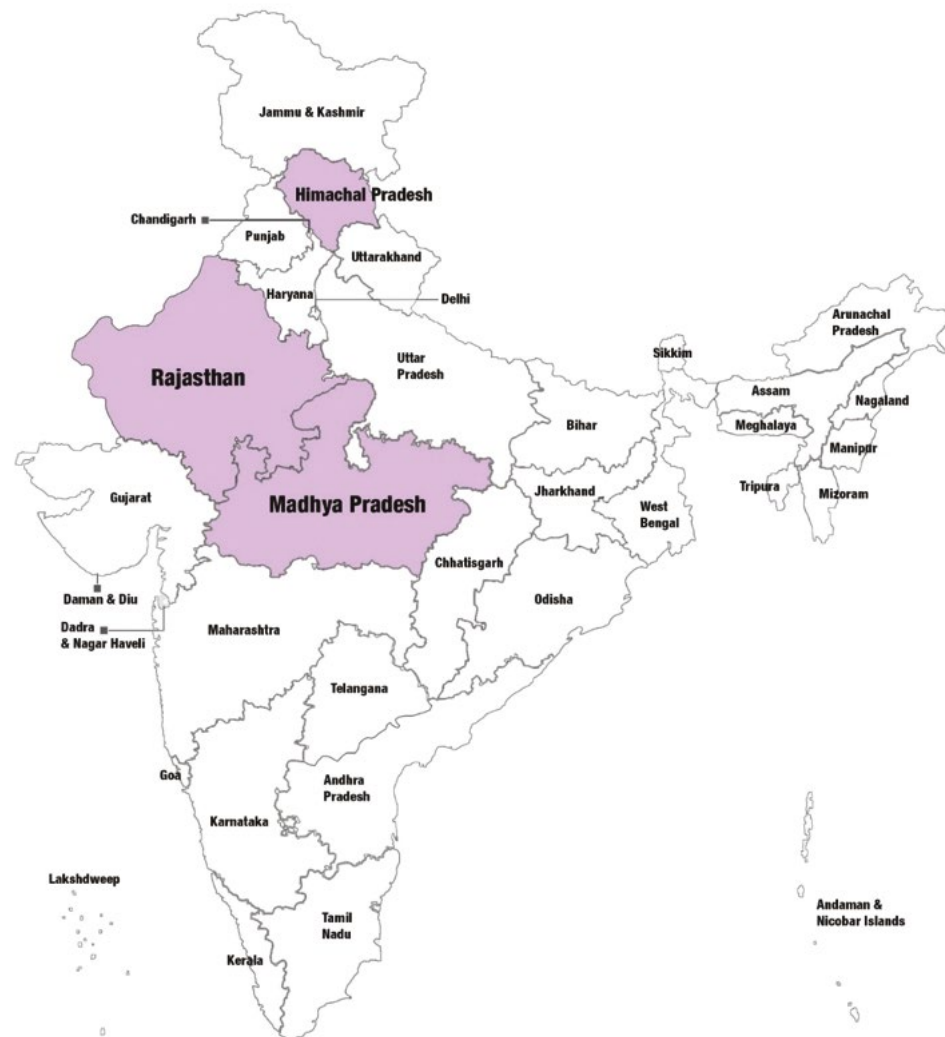 Jammu & Kashmir
Himachal Pradesh
Chandigarh
Punjab
Uttarakhand
Haryana
Delhi
Arunachal
Pradesh
Rajasthan
Uttar
Pradesh
Sikkim
Assam
Nagaland
Bihar
Meghalaya
Manipur
Gujarat
Madhya Pradesh
Jharkhand
Tripura
Mizoram
West
Bengal
Chhatisgarh
Daman & Diu
Odisha
Dadra
& Nagar Haveli
Maharashtra
Telangana
Goa
Andhra
Pradesh
Karnataka
Lakshdweep
Andaman &
Nicobar Islands
Tamil
Nadu
Kerala